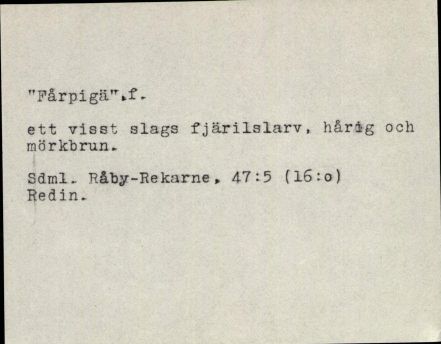 "Fårpigä", f.
ett visst slags fjärilslarv, hårig och
mörkbrun.
Sdml. Råby-Rekarne, 47:5 (16:o)
Redin.